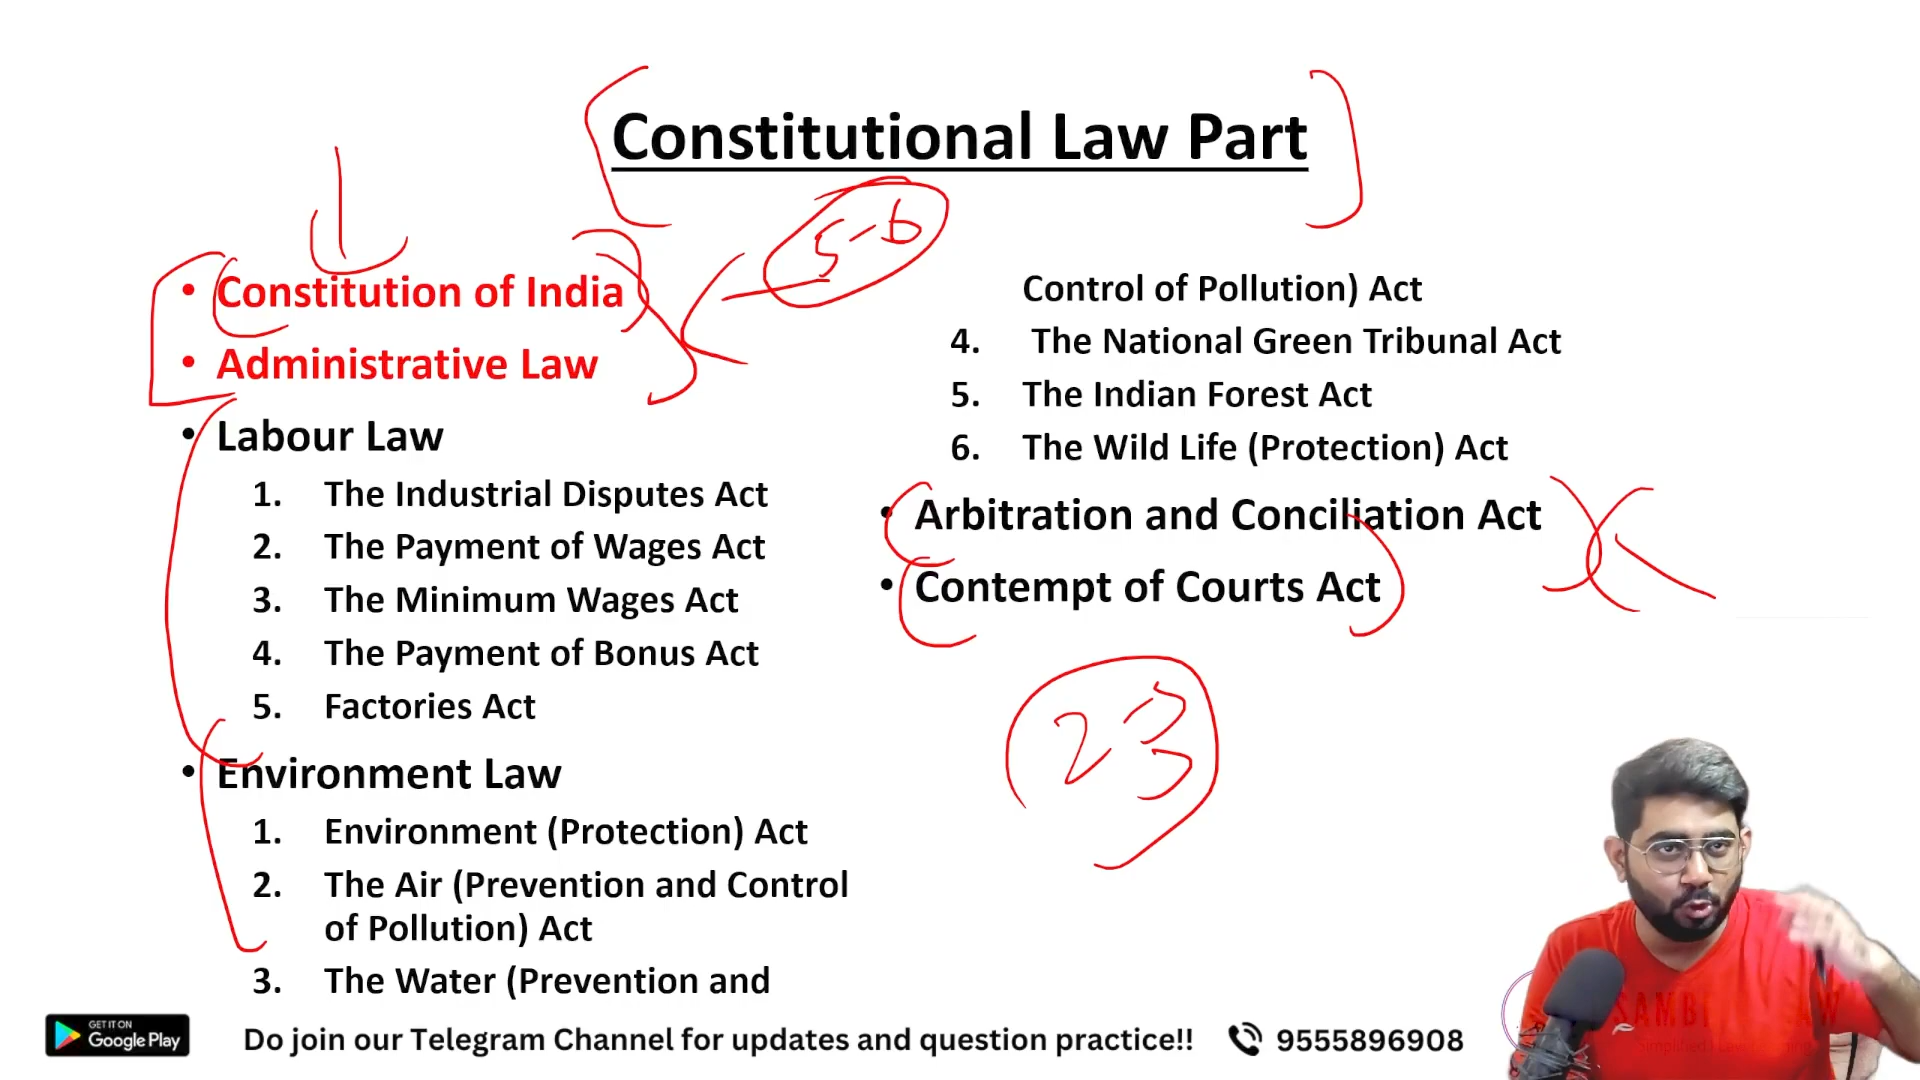 Constitutional Law Part
5-6
• Constitution of India
• Administrative Law
• Labour Law
1. The Industrial Disputes Act
2. The Payment of Wages Act
3. The Minimum Wages Act
4. The Payment of Bonus Act
5. Factories Act
• Environment Law
1. Environment (Protection) Act
2. The Air (Prevention and Control
of Pollution) Act
3. The Water (Prevention and
Control of Pollution) Act
4. The National Green Tribunal Act
5. The Indian Forest Act
6. The Wild Life (Protection) Act
• Arbitration and Conciliation Act
• Contempt of Courts Act
23
GET IT ON
Google Play
Do join our Telegram Channel for updates and question practice!!
9555896908